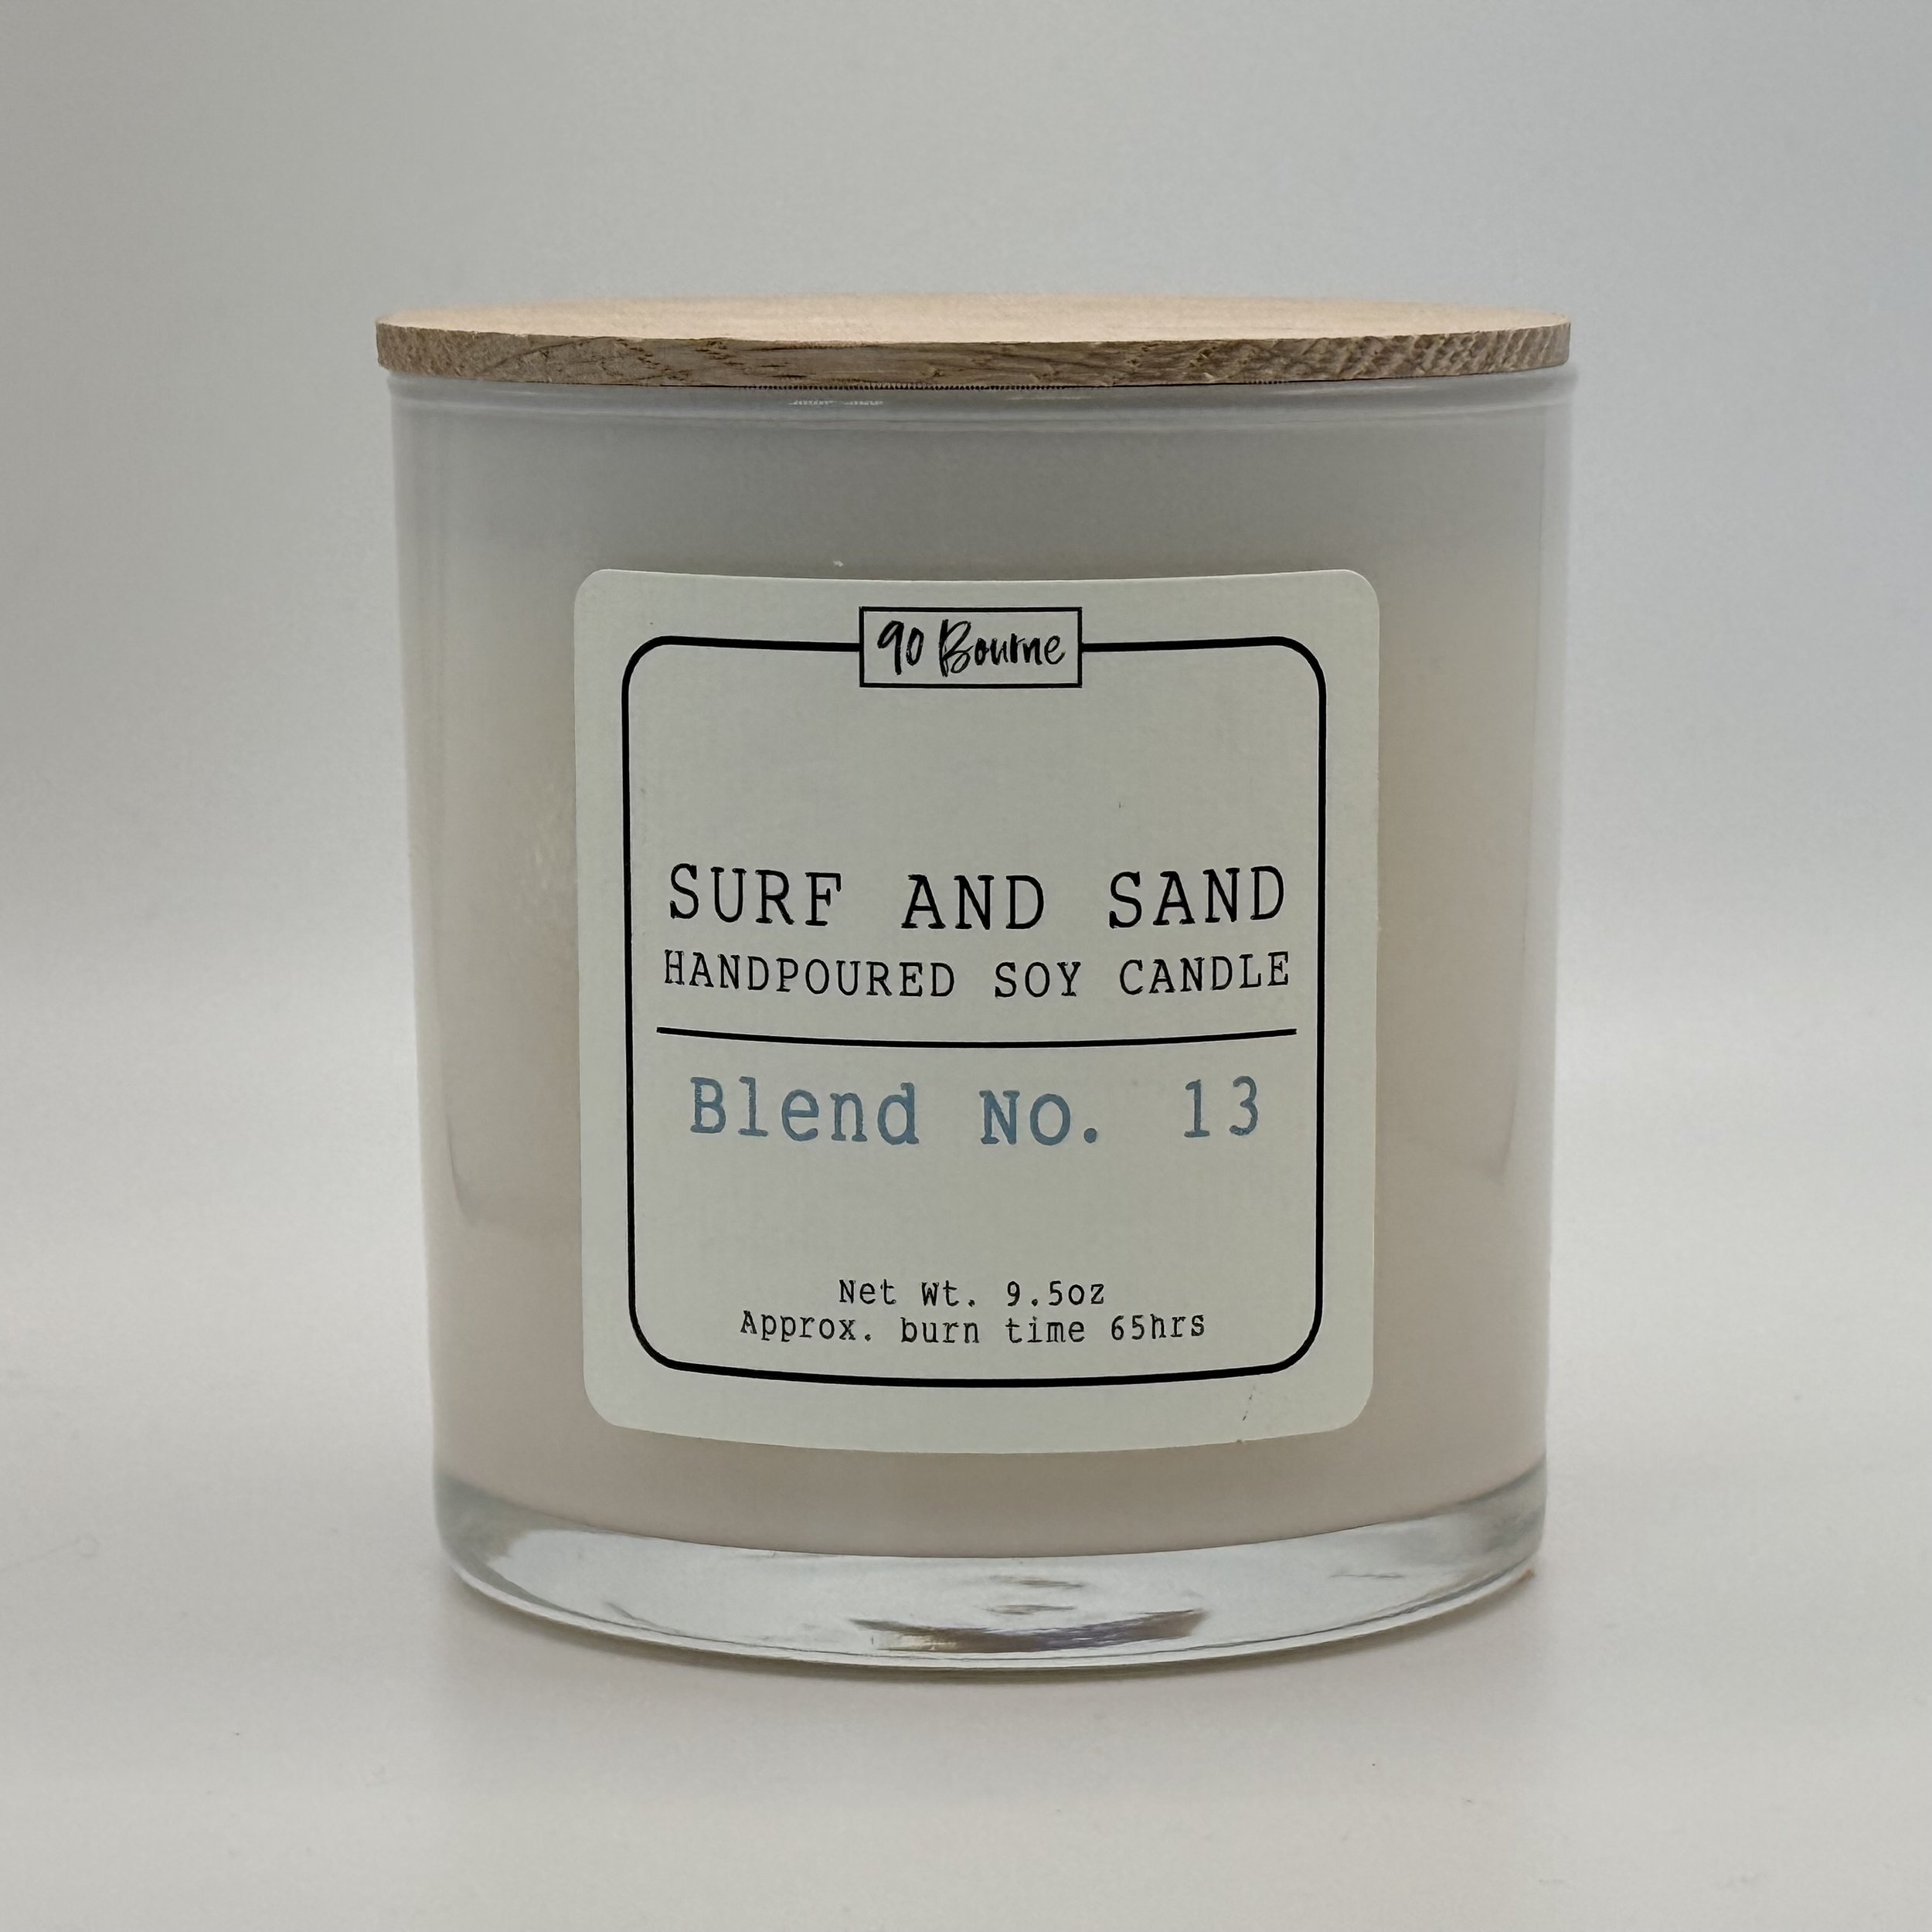 90 Bourne
SURF AND SAND
HANDPOURED SOY CANDLE
Blend No. 13
Net Wt. 9.5oz
Approx. burn time 65hrs